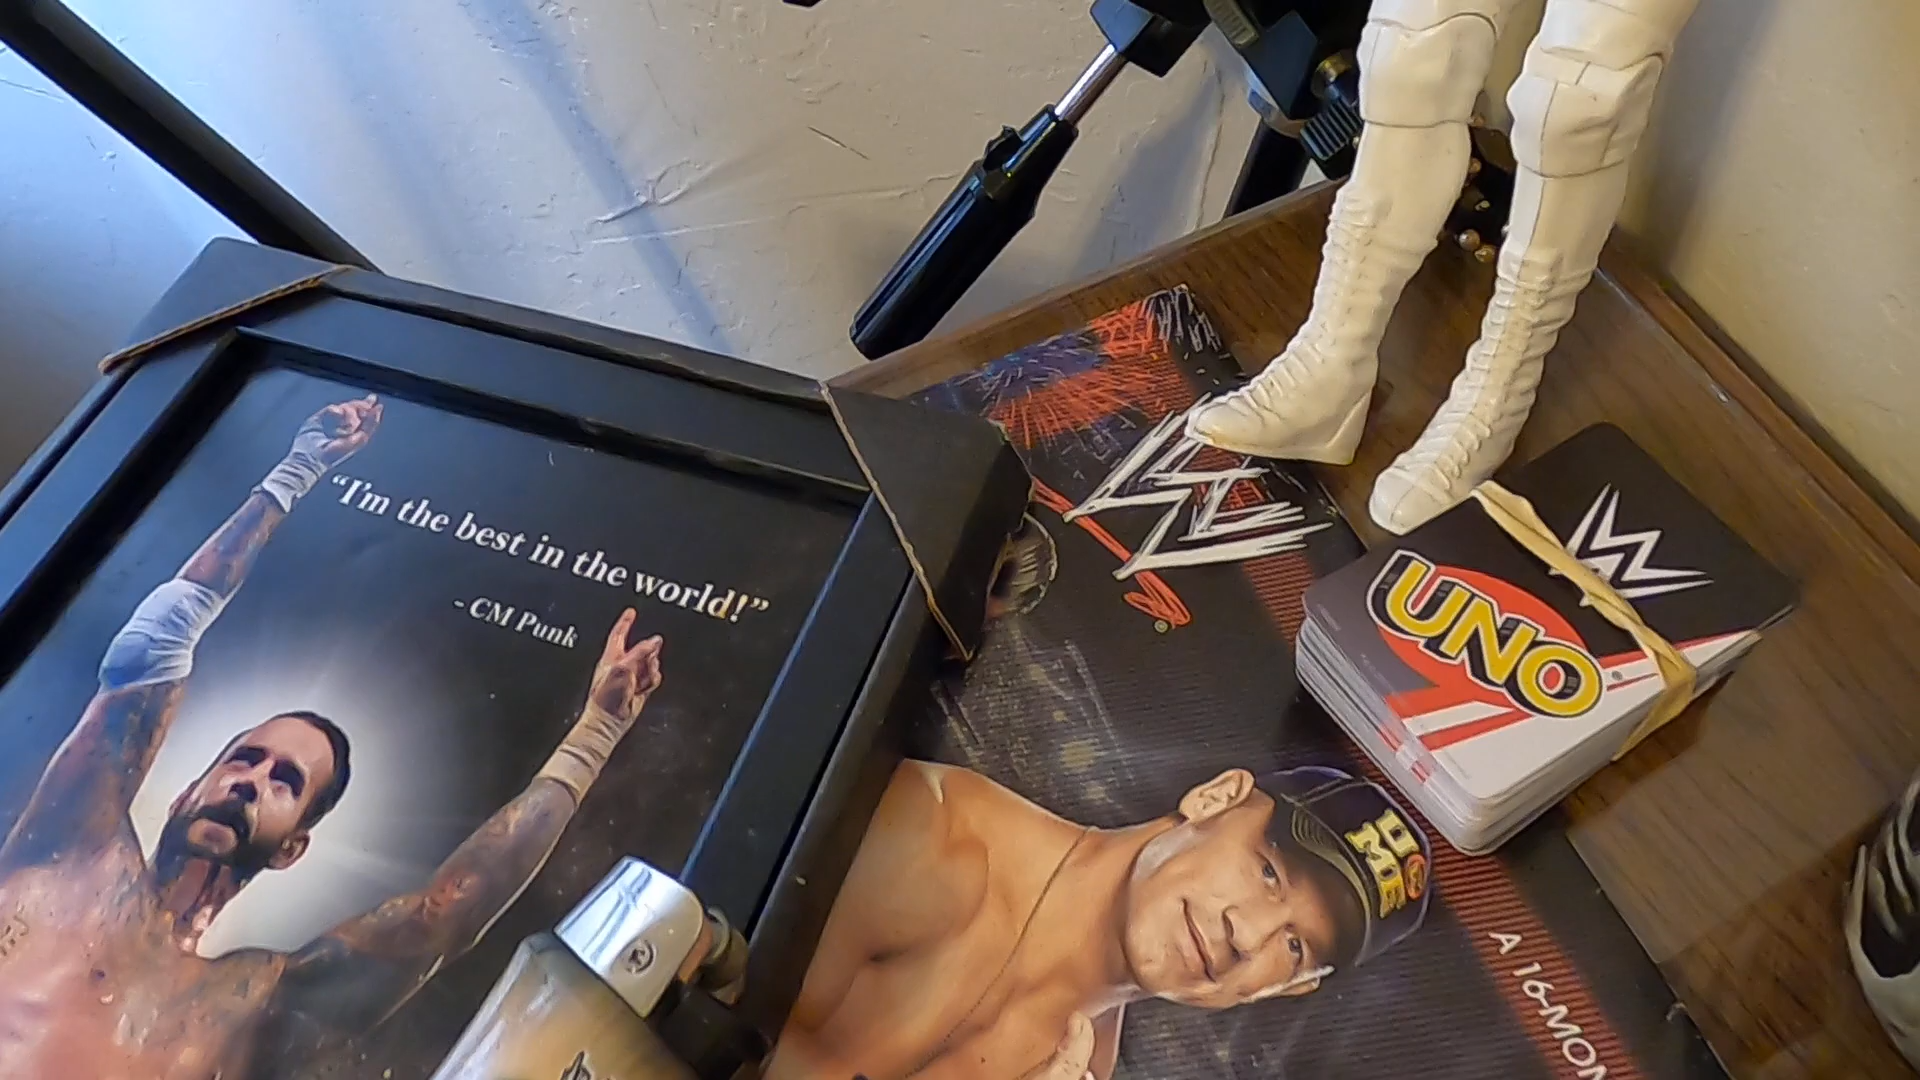 “I’m the best in the world!”
- CM Punk
W
®
W
UNO
®
A 16-MON